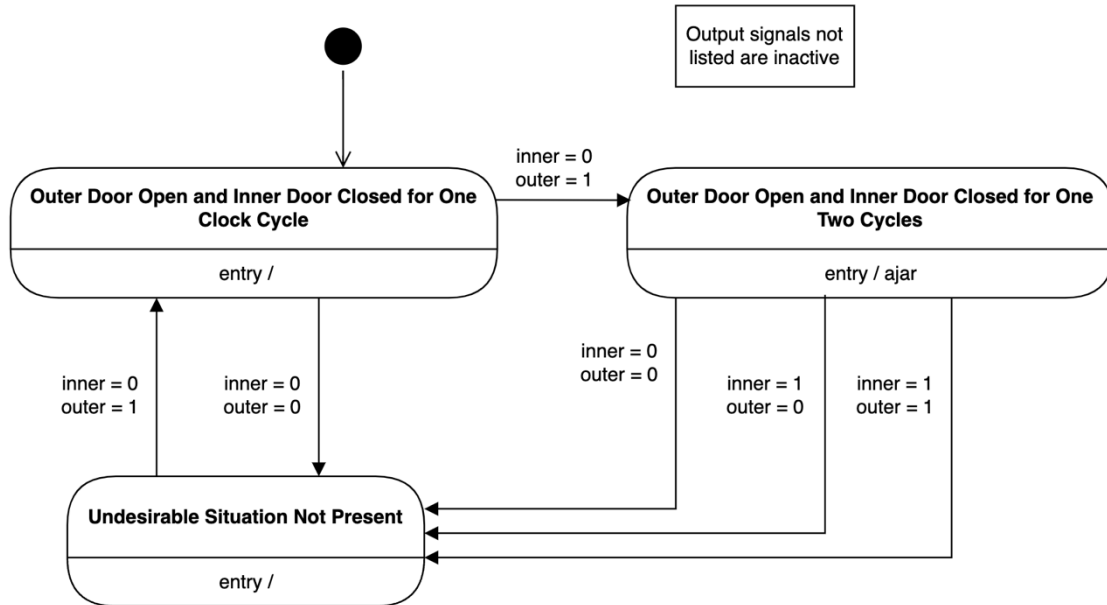 Output signals not
listed are inactive
inner = 0
outer = 1
Outer Door Open and Inner Door Closed for One
Clock Cycle
entry /
Outer Door Open and Inner Door Closed for One
Two Cycles
entry / ajar
inner = 0
outer = 1
inner = 0
outer = 0
inner = 0
outer = 0
inner = 1
outer = 0
inner = 1
outer = 1
Undesirable Situation Not Present
entry /